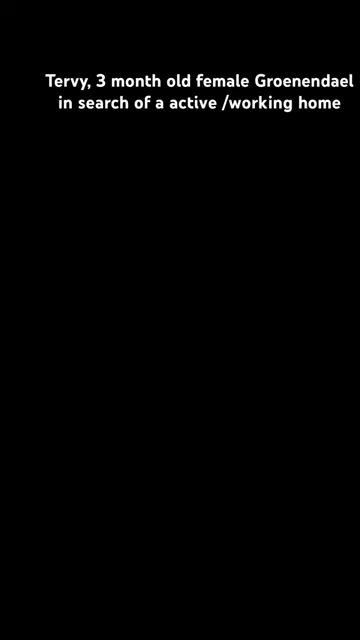 Tervy, 3 month old female Groenendael
in search of a active /working home